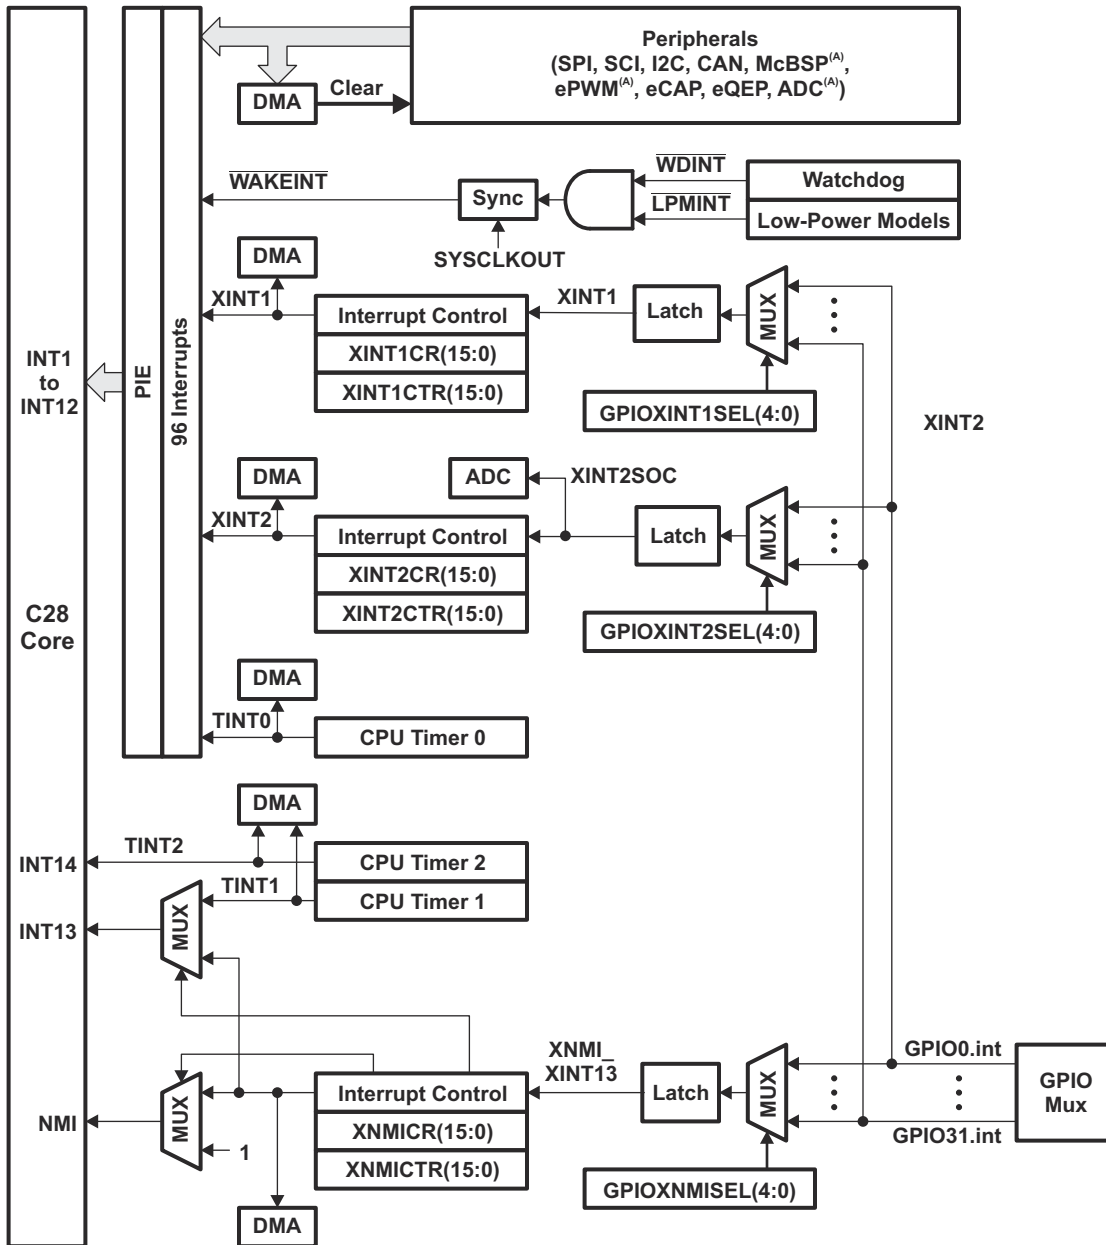 Peripherals
(SPI, SCI, I2C, CAN, McBSP(A),
ePWM(A), eCAP, eQEP, ADC(A))
DMA
Clear
WAKEINT
Sync
SYSCLKOUT
WDINT
LPMINT
Watchdog
Low-Power Models
DMA
XINT1
Interrupt Control
XINT1CR(15:0)
XINT1CTR(15:0)
XINT1
Latch
MUX
GPIOXINT1SEL(4:0)
INT1
to
INT12
PIE
96 Interrupts
XINT2
DMA
XINT2
Interrupt Control
XINT2CR(15:0)
XINT2CTR(15:0)
ADC
XINT2SOC
Latch
MUX
GPIOXINT2SEL(4:0)
C28
Core
DMA
TINT0
CPU Timer 0
DMA
INT14
TINT2
CPU Timer 2
TINT1
CPU Timer 1
INT13
MUX
NMI
MUX
1
Interrupt Control
XNMICR(15:0)
XNMICTR(15:0)
DMA
XNMI_
XINT13
Latch
MUX
GPIOXNMISEL(4:0)
GPIO0.int
GPIO31.int
GPIO
Mux